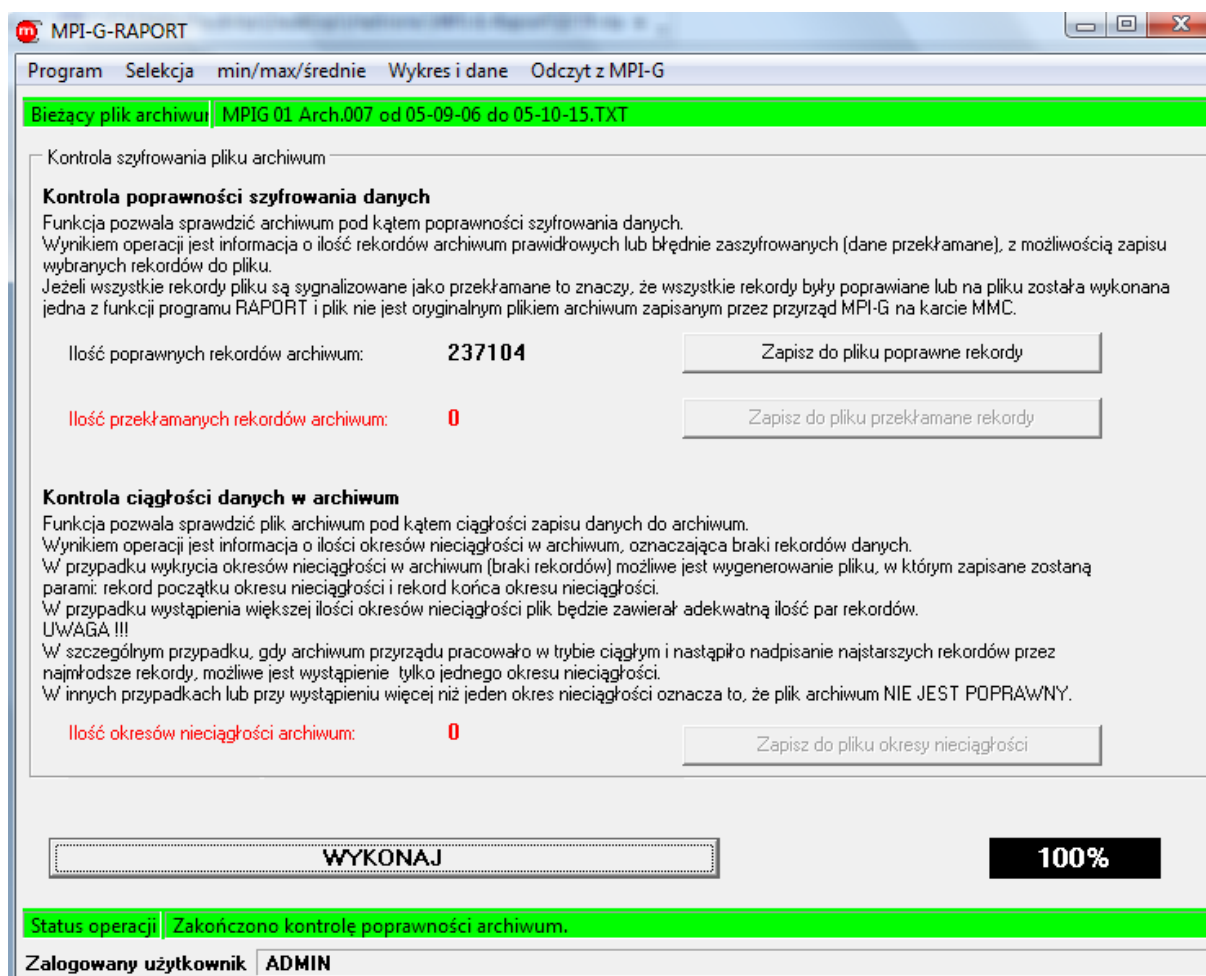 MPI-G-RAPORT
Program Selekcja min/max/średnie Wykres i dane Odczyt z MPI-G
Bieżący plik archiwur MPIG 01 Arch.007 od 05-09-06 do 05-10-15.TXT
Kontrola szyfrowania pliku archiwum
Kontrola poprawności szyfrowania danych
Funkcja pozwala sprawdzić archiwum pod kątem poprawności szyfrowania danych.
Wynikiem operacji jest informacja o ilość rekordów archiwum prawidłowych lub błędnie zaszyfrowanych (dane przekłamane), z możliwością zapisu
wybranych rekordów do pliku.
Jeżeli wszystkie rekordy pliku są sygnalizowane jako przekłamane to znaczy, że wszystkie rekordy były poprawiane lub na pliku została wykonana
jedna z funkcji programu RAPORT i plik nie jest oryginalnym plikiem archiwum zapisanym przez przyrząd MPI-G na karcie MMC.
Ilość poprawnych rekordów archiwum: 237104 Zapisz do pliku poprawne rekordy
Ilość przekłamanych rekordów archiwum: 0 Zapisz do pliku przekłamane rekordy
Kontrola ciągłości danych w archiwum
Funkcja pozwala sprawdzić plik archiwum pod kątem ciągłości zapisu danych do archiwum.
Wynikiem operacji jest informacja o ilości okresów nieciągłości w archiwum, oznaczająca braki rekordów danych.
W przypadku wykrycia okresów nieciągłości w archiwum (braki rekordów) możliwe jest wygenerowanie pliku, w którym zapisane zostaną
parami: rekord początku okresu nieciągłości i rekord końca okresu nieciągłości.
W przypadku wystąpienia większej ilości okresów nieciągłości plik będzie zawierał adekwatną ilość par rekordów.
UWAGA !!!
W szczególnym przypadku, gdy archiwum przyrządu pracowało w trybie ciągłym i nastąpiło nadpisanie najstarszych rekordów przez
najmłodsze rekordy, możliwe jest wystąpienie tylko jednego okresu nieciągłości.
W innych przypadkach lub przy wystąpieniu więcej niż jeden okres nieciągłości oznacza to, że plik archiwum NIE JEST POPRAWNY.
Ilość okresów nieciągłości archiwum: 0 Zapisz do pliku okresy nieciągłości
WYKONAJ 100%
Status operacji Zakończono kontrolę poprawności archiwum.
Zalogowany użytkownik ADMIN